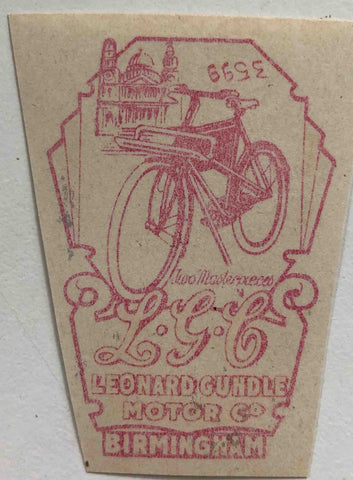 3599
Two Masterpieces
L·G·C
LEONARD GUNDLE
MOTOR Co
BIRMINGHAM